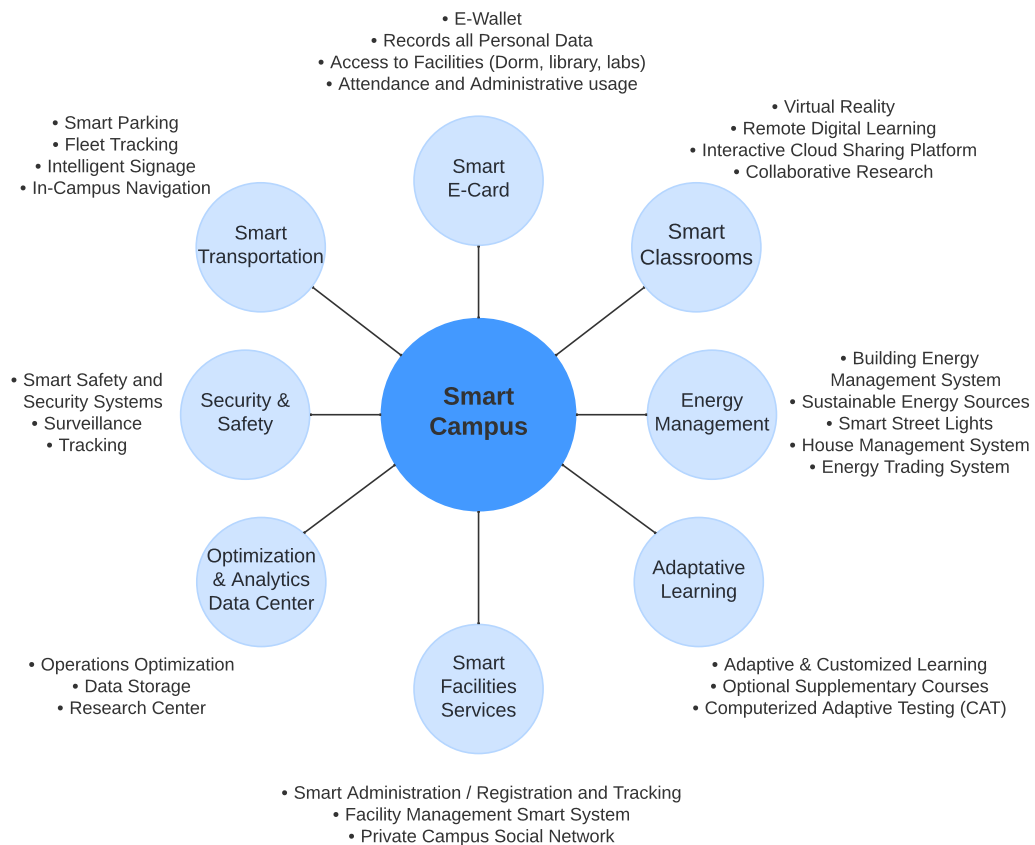 • E-Wallet
• Records all Personal Data
• Access to Facilities (Dorm, library, labs)
• Attendance and Administrative usage
• Smart Parking
• Fleet Tracking
• Intelligent Signage
• In-Campus Navigation
• Virtual Reality
• Remote Digital Learning
• Interactive Cloud Sharing Platform
• Collaborative Research
Smart
E-Card
Smart
Transportation
Smart
Classrooms
• Smart Safety and
Security Systems
• Surveillance
• Tracking
Security &
Safety
Smart
Campus
Energy
Management
• Building Energy
Management System
• Sustainable Energy Sources
• Smart Street Lights
• House Management System
• Energy Trading System
Optimization
& Analytics
Data Center
Adaptative
Learning
• Operations Optimization
• Data Storage
• Research Center
Smart
Facilities
Services
• Adaptive & Customized Learning
• Optional Supplementary Courses
• Computerized Adaptive Testing (CAT)
• Smart Administration / Registration and Tracking
• Facility Management Smart System
• Private Campus Social Network